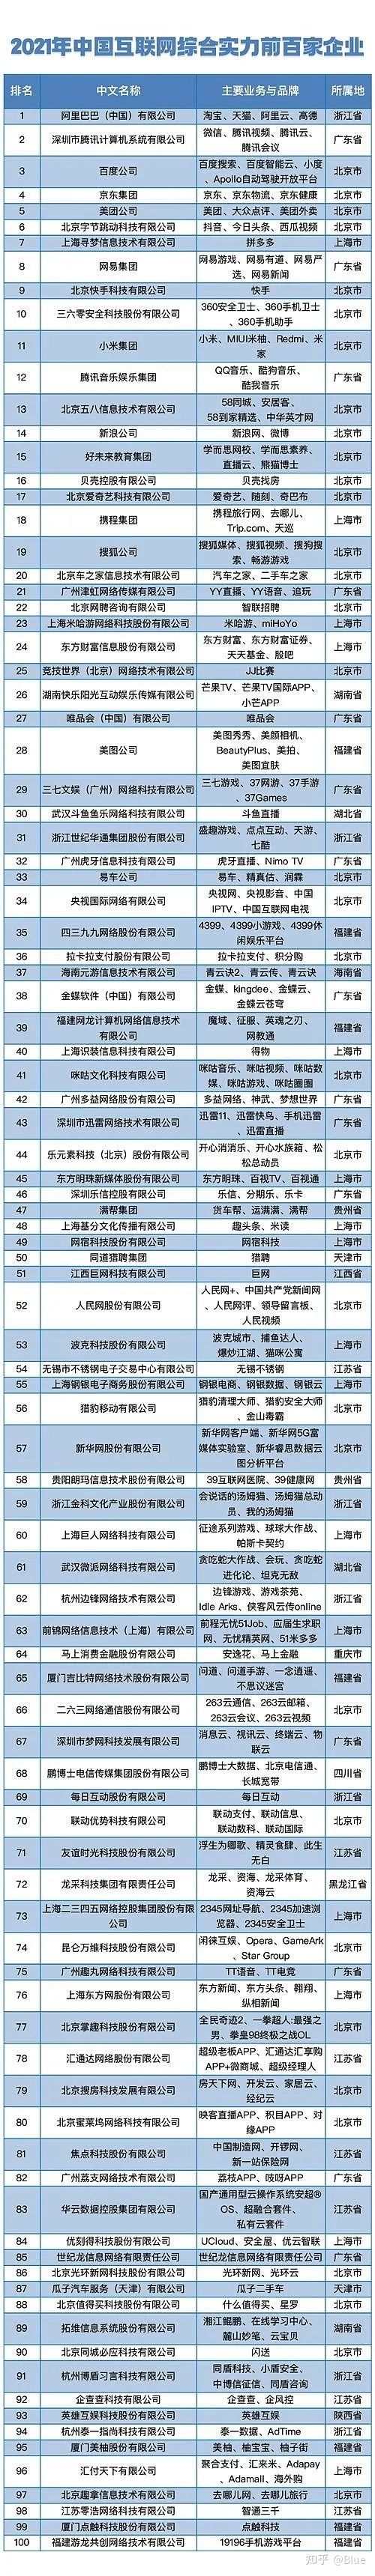 2021年中国互联网综合实力前百家企业
排名 中文名称 主要业务与品牌 所属地
1 阿里巴巴（中国）有限公司 淘宝、天猫、阿里云、高德 浙江省
2 深圳市腾讯计算机系统有限公司 微信、腾讯视频、腾讯云、
腾讯会议 广东省
3 百度公司 百度搜索、百度智能云、小度
、Apollo自动驾驶开放平台 北京市
4 京东集团 京东、京东物流、京东健康 北京市
5 美团公司 美团、大众点评、美团外卖 北京市
6 北京字节跳动科技有限公司 抖音、今日头条、西瓜视频 北京市
7 上海寻梦信息技术有限公司 拼多多 上海市
8 网易集团 网易游戏、网易有道、网易严
选、网易新闻 广东省
9 北京快手科技有限公司 快手 北京市
10 三六零安全科技股份有限公司 360安全卫士、360手机卫士
、360手机助手 北京市
11 小米集团 小米、MIUI米柚、Redmi、米
家 北京市
12 腾讯音乐娱乐集团 QQ音乐、酷狗音乐、
酷我音乐 广东省
13 北京五八信息技术有限公司 58同城、安居客、
58到家精选、中华英才网 北京市
14 新浪公司 新浪网、微博 北京市
15 好未来教育集团 学而思网校、学而思素养、
直播云、熊猫博士 北京市
16 贝壳控股有限公司 贝壳找房 北京市
17 北京爱奇艺科技有限公司 爱奇艺、随刻、奇巴布 北京市
18 携程集团 携程旅行网、去哪儿、
Trip.com、天巡 上海市
19 搜狐公司 搜狐媒体、搜狐视频、搜狗搜
索、畅游游戏 北京市
20 北京车之家信息技术有限公司 汽车之家、二手车之家 北京市
21 广州津虹网络传媒有限公司 YY直播、YY语音、追玩 广东省
22 北京网聘咨询有限公司 智联招聘 北京市
23 上海米哈游网络科技股份有限公司 米哈游、miHoYo 上海市
24 东方财富信息股份有限公司 东方财富、东方财富证券、
天天基金、股吧 上海市
25 竞技世界（北京）网络技术有限公司 JJ比赛 北京市
26 湖南快乐阳光互动娱乐传媒有限公司 芒果TV、芒果TV国际APP、
小芒APP 湖南省
27 唯品会（中国）有限公司 唯品会 广东省
28 美图公司 美图秀秀、美颜相机、
BeautyPlus、美拍、
美图宜肤 福建省
29 三七文娱（广州）网络科技有限公司 三七游戏、37网游、37手游
、37Games 广东省
30 武汉斗鱼鱼乐网络科技有限公司 斗鱼直播 湖北省
31 浙江世纪华通集团股份有限公司 盛趣游戏、点点互动、天游、
七酷 浙江省
32 广州虎牙信息科技有限公司 虎牙直播、Nimo TV 广东省
33 易车公司 易车、精真估、润霖 北京市
34 央视国际网络有限公司 央视网、央视影音、中国
IPTV、中国互联网电视 北京市
35 四三九九网络股份有限公司 4399、4399小游戏、4399休
闲娱乐平台 福建省
36 拉卡拉支付股份有限公司 拉卡拉支付、积分购 北京市
37 海南元游信息技术有限公司 青云诀2、青云传、青云诀 海南省
38 金蝶软件（中国）有限公司 金蝶、kingdee、金蝶云、
金蝶云苍穹 广东省
39 福建网龙计算机网络信息技术
有限公司 魔域、征服、英魂之刃、
网教通 福建省
40 上海识装信息科技有限公司 得物 上海市
41 咪咕文化科技有限公司 咪咕音乐、咪咕视频、咪咕数
媒、咪咕游戏、咪咕圈圈 北京市
42 广州多益网络股份有限公司 多益网络、神武、梦想世界 广东省
43 深圳市迅雷网络技术有限公司 迅雷11、迅雷快鸟、手机迅雷
、迅雷直播 广东省
44 乐元素科技（北京）股份有限公司 开心消消乐、开心水族箱、松
松总动员 北京市
45 东方明珠新媒体股份有限公司 东方明珠、百视TV、百视通 上海市
46 深圳乐信控股有限公司 乐信、分期乐、乐卡 广东省
47 满帮集团 货车帮、运满满、满帮 贵州省
48 上海基分文化传播有限公司 趣头条、米读 上海市
49 网宿科技股份有限公司 网宿科技 上海市
50 同道猎聘集团 猎聘 天津市
51 江西巨网科技有限公司 巨网 江西省
52 人民网股份有限公司 人民网+、中国共产党新闻网
、人民网评、领导留言板、
人民视频 北京市
53 波克科技股份有限公司 波克城市、捕鱼达人、
爆炒江湖、猫咪公寓 上海市
54 无锡市不锈钢电子交易中心有限公司 无锡不锈钢 江苏省
55 上海钢银电子商务股份有限公司 钢银电商、钢银数据、钢银云 上海市
56 猎豹移动有限公司 猎豹清理大师、猎豹安全大师
、金山毒霸 北京市
57 新华网股份有限公司 新华网客户端、新华网5G富
媒体实验室、新华睿思数据云
图分析平台 北京市
58 贵阳朗玛信息技术股份有限公司 39互联网医院、39健康网 贵州省
59 浙江金科文化产业股份有限公司 会说话的汤姆猫、汤姆猫总动
员、我的汤姆猫 浙江省
60 上海巨人网络科技有限公司 征途系列游戏、球球大作战、
帕斯卡契约 上海市
61 武汉微派网络科技有限公司 贪吃蛇大作战、会玩、贪吃蛇
进化论、坦克无敌 湖北省
62 杭州边锋网络技术有限公司 边锋游戏、游戏茶苑、
Idle Arks、侠客风云传online 浙江省
63 前锦网络信息技术（上海）有限公司 前程无忧51Job、应届生求职
网、无忧精英网、51米多多 上海市
64 马上消费金融股份有限公司 安逸花、马上金融 重庆市
65 厦门吉比特网络技术股份有限公司 问道、问道手游、一念逍遥、
不思议迷宫 福建省
66 二六三网络通信股份有限公司 263云通信、263云邮箱、
263云会议、263云视频 北京市
67 深圳市梦网科技发展有限公司 消息云、视讯云、终端云、物
联云 广东省
68 鹏博士电信传媒集团股份有限公司 鹏博士大数据、北京电信通、
长城宽带 四川省
69 每日互动股份有限公司 每日互动 浙江省
70 联动优势科技有限公司 联动支付、联动信息、
联动数科、联动国际 北京市
71 友谊时光科技股份有限公司 浮生为卿歌、精灵食肆、此生
无白 江苏省
72 龙采科技集团有限责任公司 龙采、资海、龙采体育、
资海云 黑龙江省
73 上海二三四五网络控股集团股份有限
公司 2345网址导航、2345加速浏
览器、2345安全卫士 上海市
74 昆仑万维科技股份有限公司 闲徕互娱、Opera、GameArk
、Star Group 北京市
75 广州趣丸网络科技有限公司 TT语音、TT电竞 广东省
76 上海东方网股份有限公司 东方新闻、东方头条、翱翔、
纵相新闻 上海市
77 北京掌趣科技股份有限公司 全民奇迹2、一拳超人:最强之
男、拳皇98终极之战OL 北京市
78 汇通达网络股份有限公司 超级老板APP、汇通达汇享购
APP+微商城、超级经理人 江苏省
79 北京搜房科技发展有限公司 房天下网、开发云、家居云、
经纪云 北京市
80 北京蜜莱坞网络科技有限公司 映客直播APP、积目APP、对
缘APP 北京市
81 焦点科技股份有限公司 中国制造网、开锣网、
新一站保险网 江苏省
82 广州荔支网络技术有限公司 荔枝APP、吱呀APP 广东省
83 华云数据控股集团有限公司 国产通用型云操作系统安超®
OS、超融合套件、
私有云套件 江苏省
84 优刻得科技股份有限公司 UCloud、安全屋、优云智联 上海市
85 世纪龙信息网络有限责任公司 世纪龙信息网络有限责任公司 广东省
86 北京光环新网科技股份有限公司 光环新网、光环云 北京市
87 瓜子汽车服务（天津）有限公司 瓜子二手车 天津市
88 北京值得买科技股份有限公司 什么值得买、星罗 北京市
89 拓维信息系统股份有限公司 湘江鲲鹏、在线学习中心、
麓山妙笔、云宝贝 湖南省
90 北京同城必应科技有限公司 闪送 北京市
91 杭州博盾习言科技有限公司 同盾科技、小盾安全、
中博信征信、同盾咨询 浙江省
92 企查查科技有限公司 企查查、企风控 江苏省
93 英雄互娱科技股份有限公司 英雄互娱 陕西省
94 杭州泰一指尚科技有限公司 泰一数据、AdTime 浙江省
95 厦门美柚股份有限公司 美柚、柚宝宝、柚子街 福建省
96 汇付天下有限公司 聚合支付、汇来米、Adapay、
Adamall、海外购 上海市
97 北京趣拿信息技术有限公司 去哪儿网、去哪儿旅行 北京市
98 江苏零浩网络科技有限公司 智通三千 江苏省
99 厦门点触科技股份有限公司 点触科技 福建省
100 福建游龙共创网络技术有限公司 19196手机游戏平台 福建省
知乎 @Blue